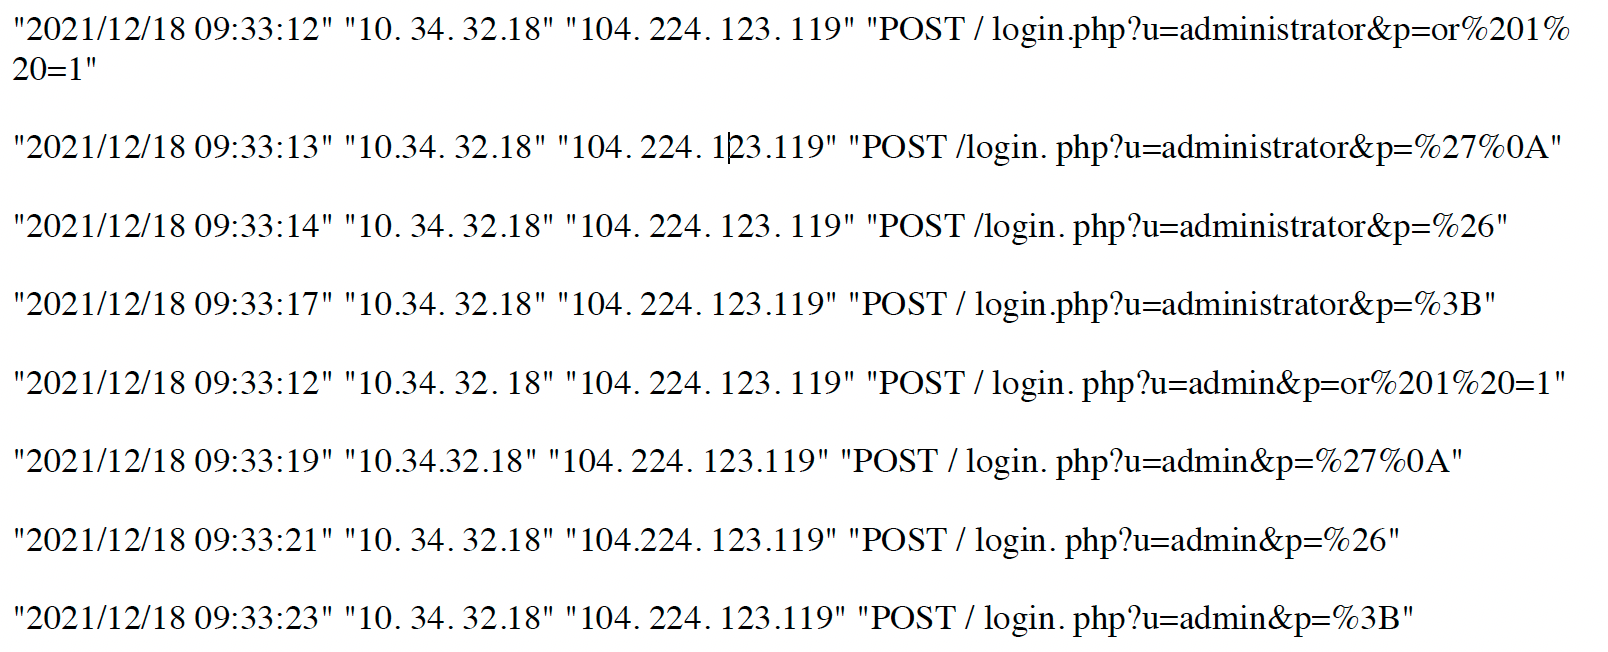 "2021/12/18 09:33:12" "10. 34. 32.18" "104. 224. 123. 119" "POST / login.php?u=administrator&p=or%201%
20=1"
"2021/12/18 09:33:13" "10.34. 32.18" "104. 224. 123.119" "POST /login. php?u=administrator&p=%27%0A"
"2021/12/18 09:33:14" "10. 34. 32.18" "104. 224. 123. 119" "POST /login. php?u=administrator&p=%26"
"2021/12/18 09:33:17" "10.34. 32.18" "104. 224. 123.119" "POST / login.php?u=administrator&p=%3B"
"2021/12/18 09:33:12" "10.34. 32. 18" "104. 224. 123. 119" "POST / login. php?u=admin&p=or%201%20=1"
"2021/12/18 09:33:19" "10.34.32.18" "104. 224. 123.119" "POST / login. php?u=admin&p=%27%0A"
"2021/12/18 09:33:21" "10. 34. 32.18" "104.224. 123.119" "POST / login. php?u=admin&p=%26"
"2021/12/18 09:33:23" "10. 34. 32.18" "104. 224. 123.119" "POST / login. php?u=admin&p=%3B"